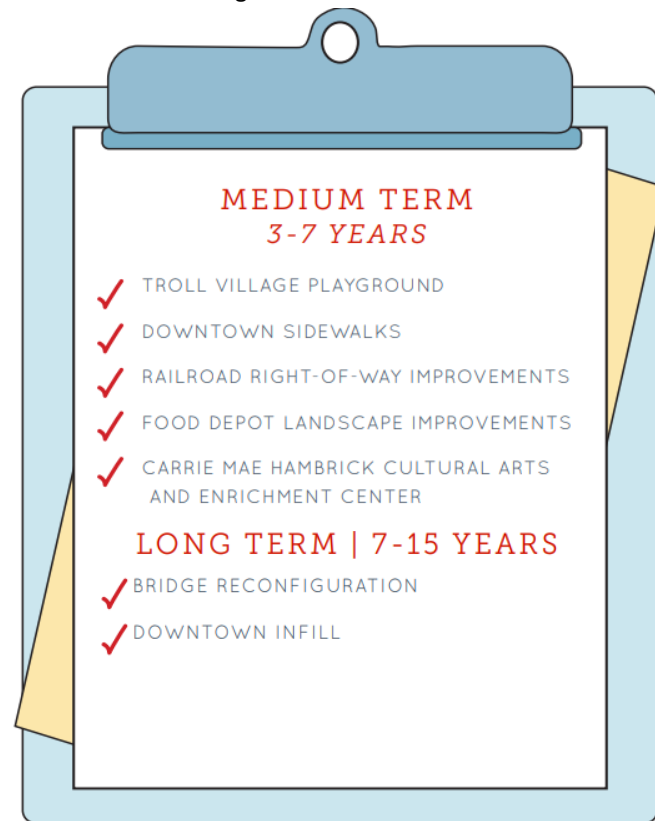 MEDIUM TERM
3-7 YEARS
TROLL VILLAGE PLAYGROUND
DOWNTOWN SIDEWALKS
RAILROAD RIGHT-OF-WAY IMPROVEMENTS
FOOD DEPOT LANDSCAPE IMPROVEMENTS
CARRIE MAE HAMBRICK CULTURAL ARTS
AND ENRICHMENT CENTER
LONG TERM | 7-15 YEARS
BRIDGE RECONFIGURATION
DOWNTOWN INFILL